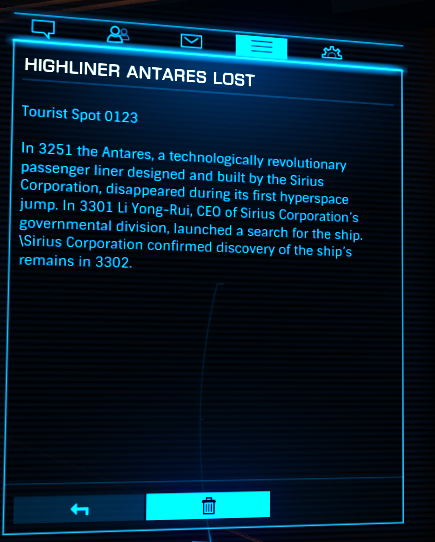 HIGHLINER ANTARES LOST
Tourist Spot 0123
In 3251 the Antares, a technologically revolutionary
passenger liner designed and built by the Sirius
Corporation, disappeared during its first hyperspace
jump. In 3301 Li Yong-Rui, CEO of Sirius Corporation's
governmental division, launched a search for the ship.
\Sirius Corporation confirmed discovery of the ship's
remains in 3302.